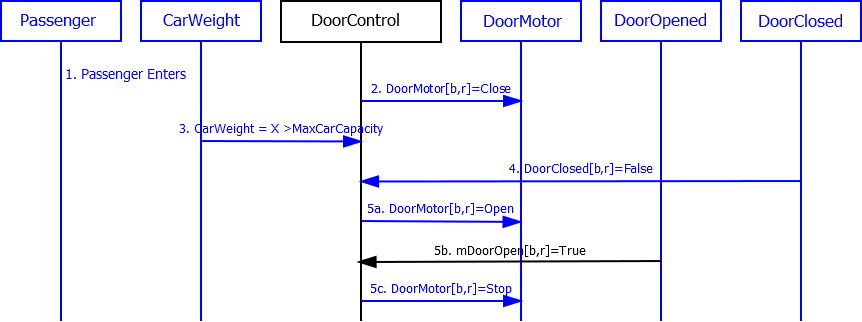 Passenger
CarWeight
DoorControl
DoorMotor
DoorOpened
DoorClosed
1. Passenger Enters
2. DoorMotor[b,r]=Close
3. CarWeight = X >MaxCarCapacity
4. DoorClosed[b,r]=False
5a. DoorMotor[b,r]=Open
5b. mDoorOpen[b,r]=True
5c. DoorMotor[b,r]=Stop